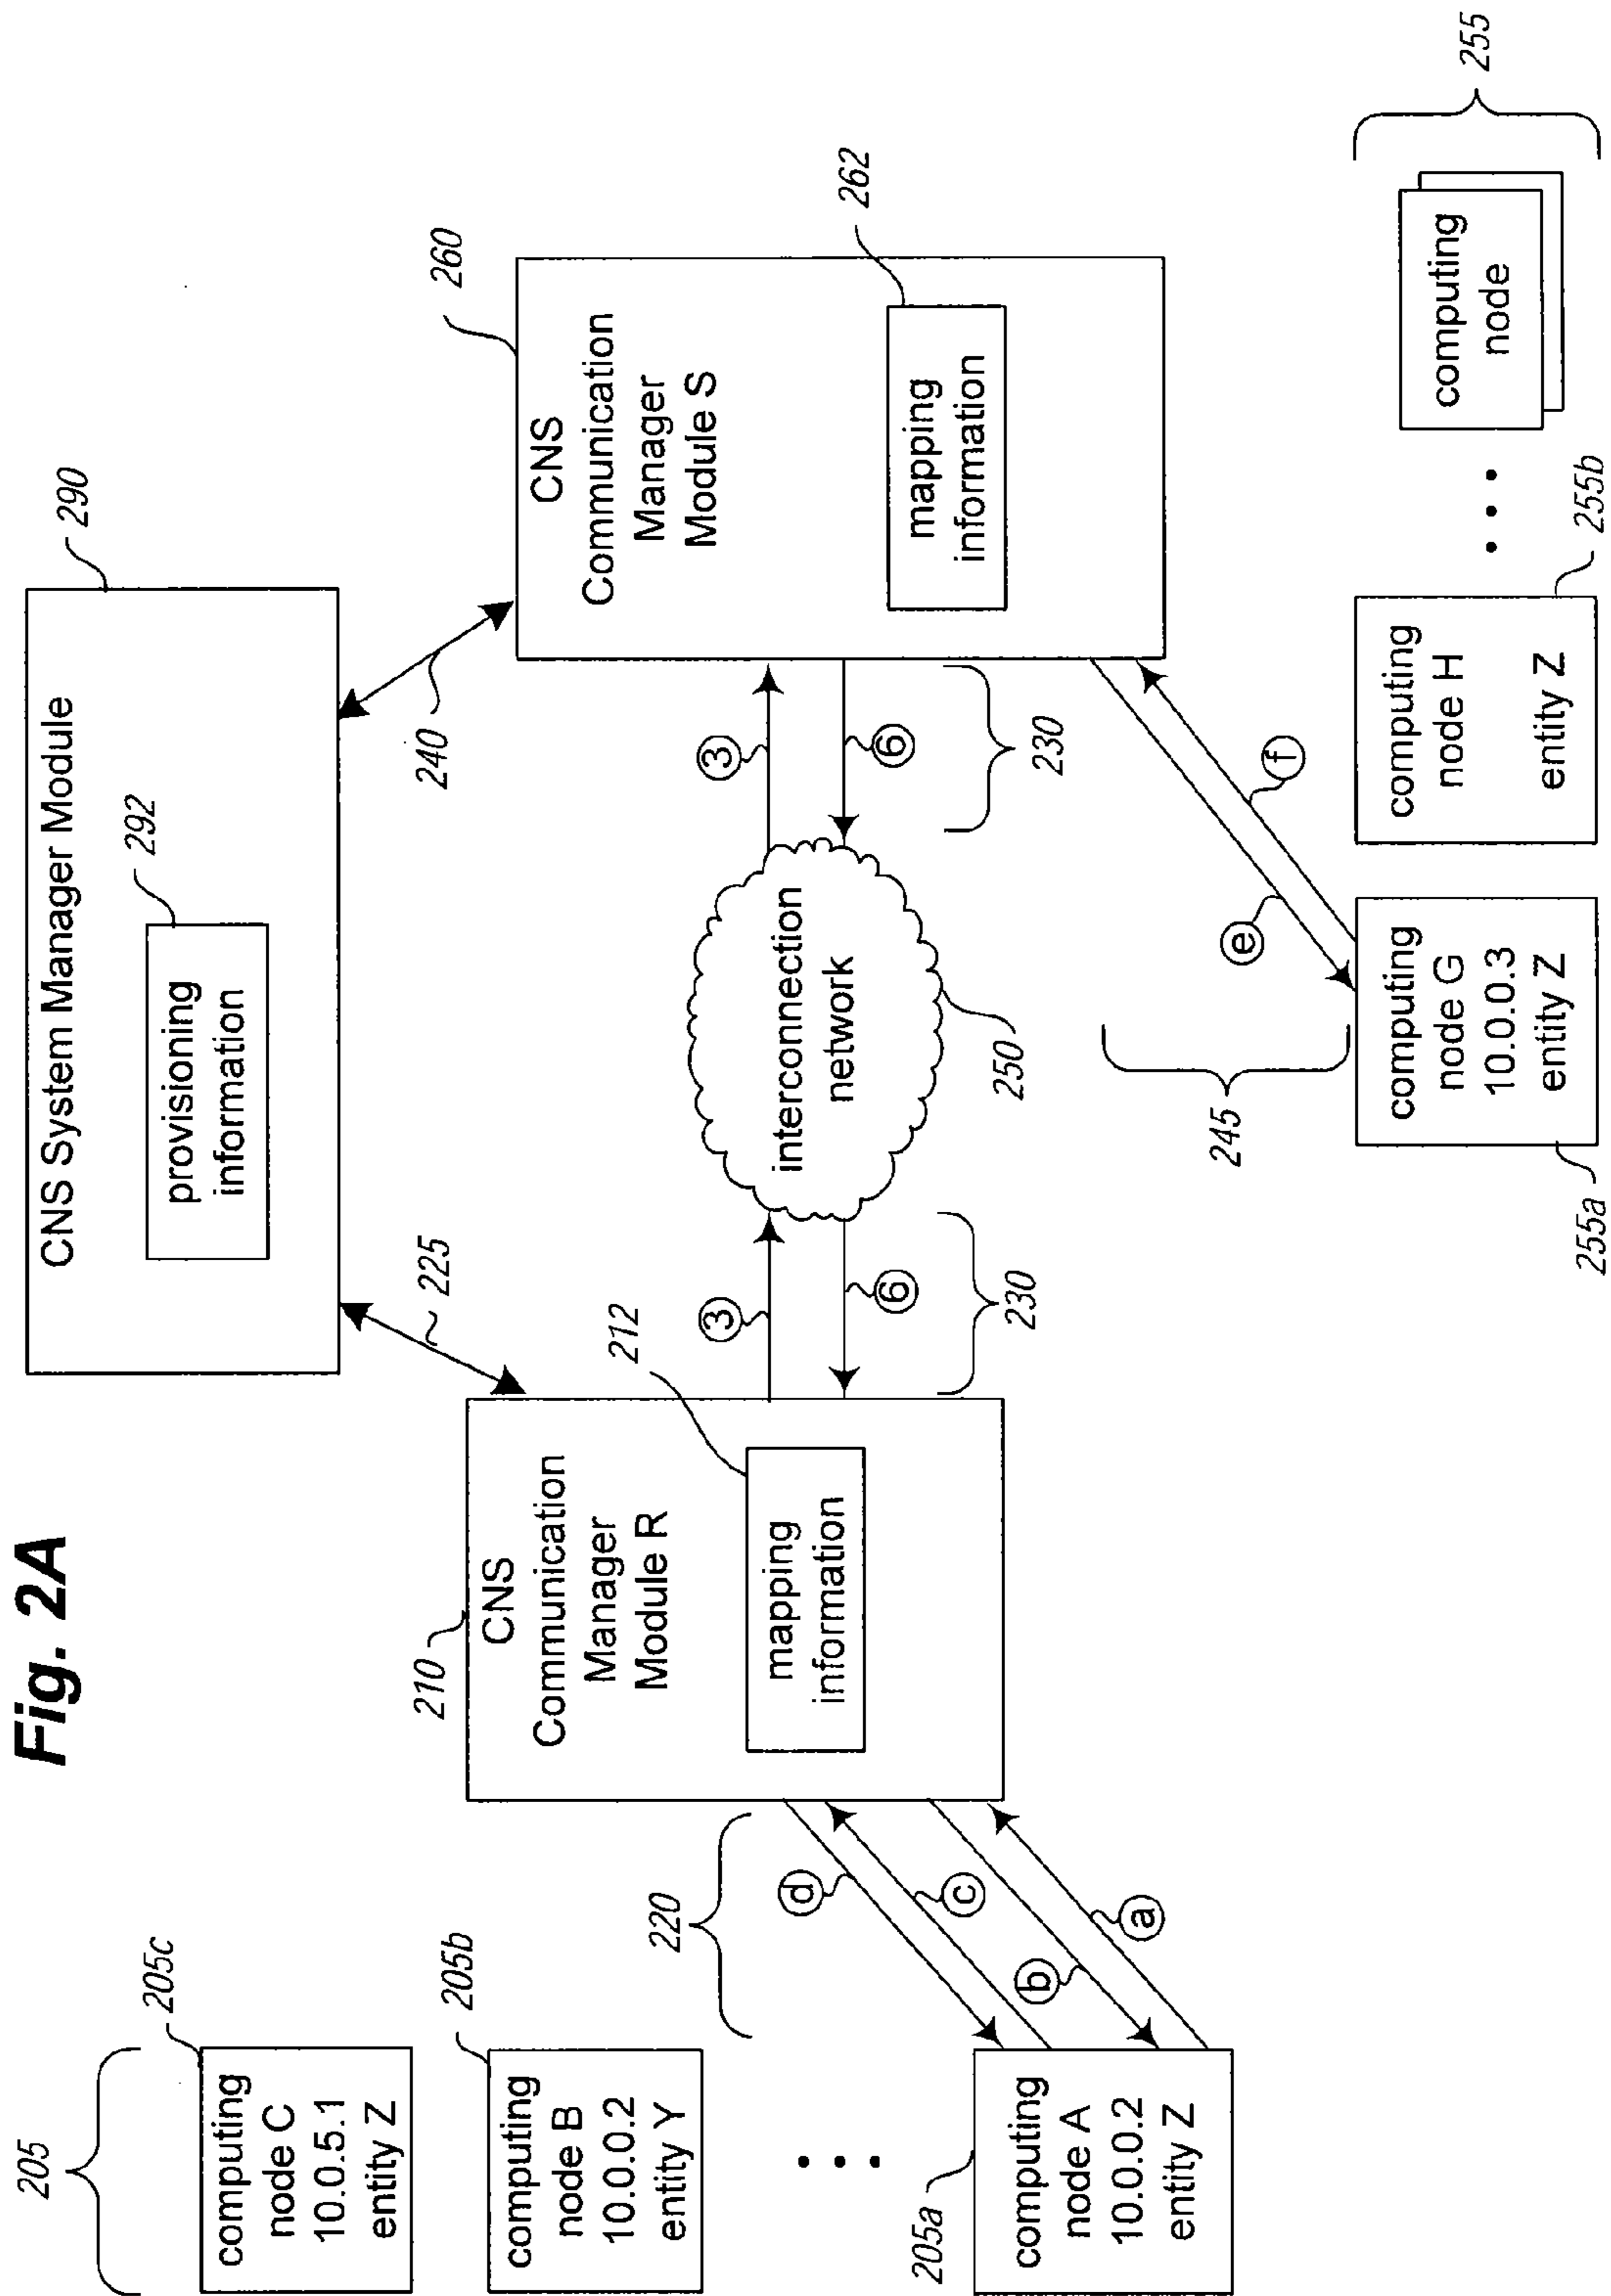 Fig. 2A
290
CNS System Manager Module
292
provisioning
information
225
240
205
205c
computing
node C
10.0.5.1
entity Z
205b
computing
node B
10.0.0.2
entity Y
• • •
205a
computing
node A
10.0.0.2
entity Z
220
d
c
b
a
210
CNS
Communication
Manager
Module R
212
mapping
information
3
6
230
interconnection
network
250
3
6
230
260
CNS
Communication
Manager
Module S
262
mapping
information
245
e
f
255a
computing
node G
10.0.0.3
entity Z
255b
computing
node H
entity Z
• • •
computing
node
255